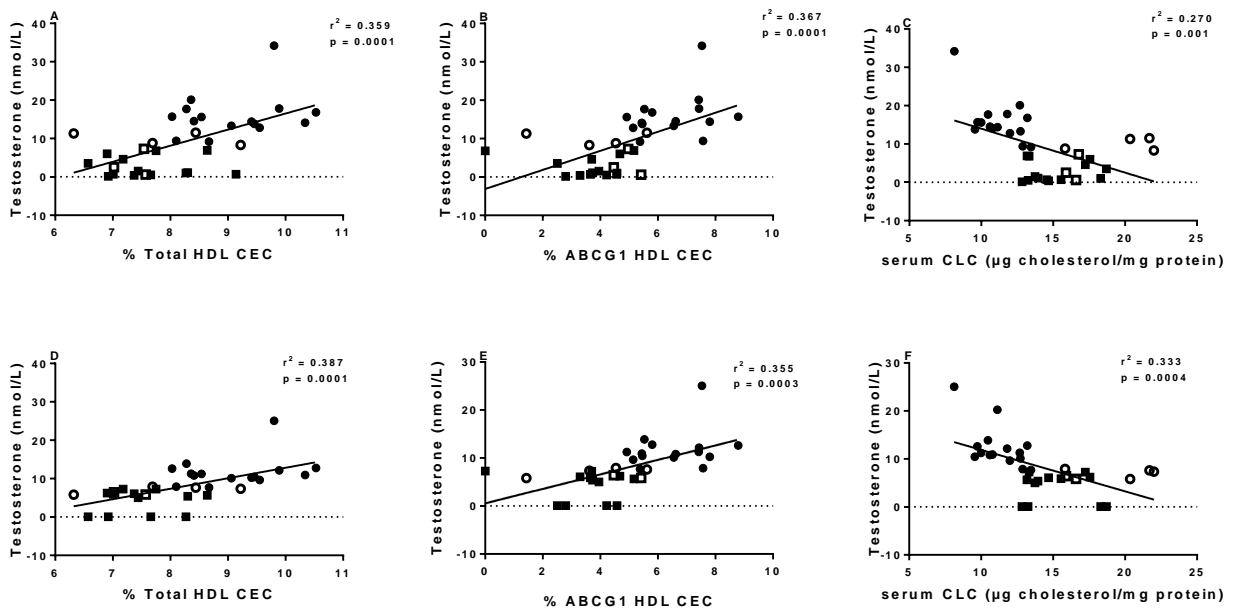 A
r² = 0.359
p = 0.0001
Testosterone (nmol/L)
40
30
20
10
0
-10
6 7 8 9 10 11
% Total HDL CEC
B
r² = 0.367
p = 0.0001
Testosterone (nmol/L)
40
30
20
10
0
-10
0 2 4 6 8 10
% ABCG1 HDL CEC
C
r² = 0.270
p = 0.001
Testosterone (nmol/L)
40
30
20
10
0
-10
5 10 15 20 25
serum CLC (µg cholesterol/mg protein)
D
r² = 0.387
p = 0.0001
Testosterone (nmol/L)
40
30
20
10
0
-10
6 7 8 9 10 11
% Total HDL CEC
E
r² = 0.355
p = 0.0003
Testosterone (nmol/L)
30
20
10
0
-10
0 2 4 6 8 10
% ABCG1 HDL CEC
F
r² = 0.333
p = 0.0004
Testosterone (nmol/L)
30
20
10
0
-10
5 10 15 20 25
serum CLC (µg cholesterol/mg protein)